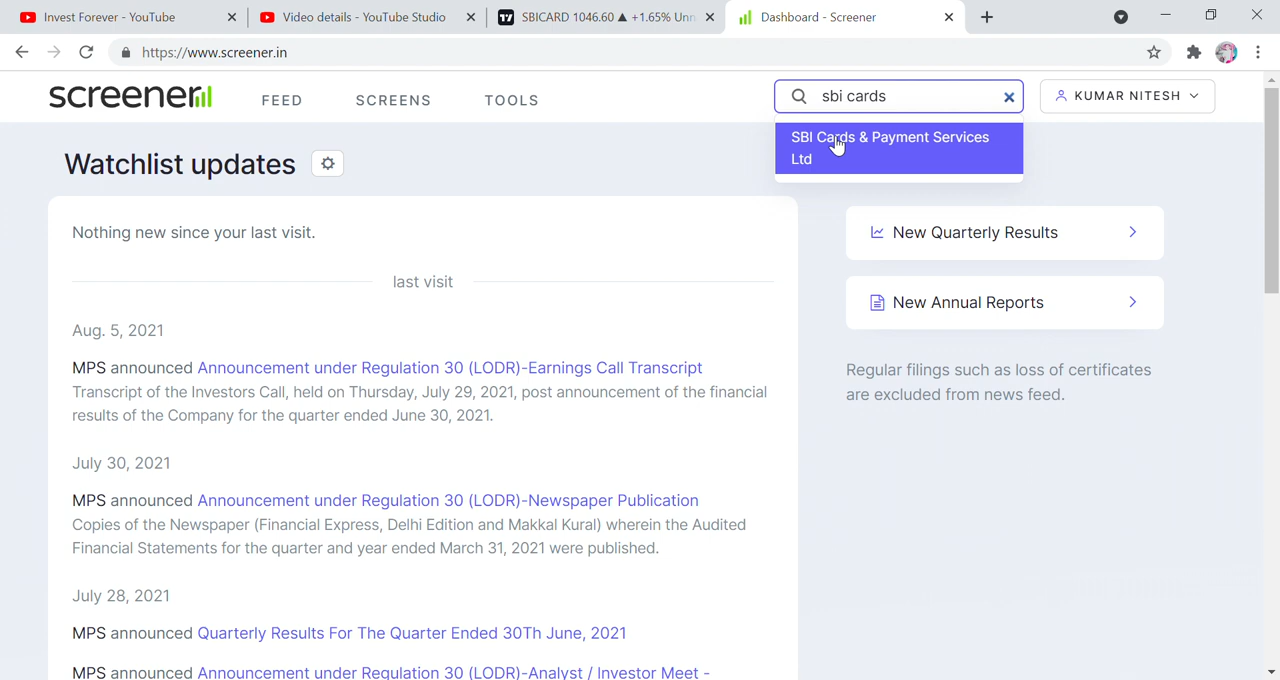 Invest Forever - YouTube
Video details - YouTube Studio
SBICARD 1046.60 ▲ +1.65% Unn
Dashboard - Screener
https://www.screener.in
screener
FEED
SCREENS
TOOLS
sbi cards
KUMAR NITESH
SBI Cards & Payment Services
Ltd
Watchlist updates
Nothing new since your last visit.
last visit
Aug. 5, 2021
MPS announced Announcement under Regulation 30 (LODR)-Earnings Call Transcript
Transcript of the Investors Call, held on Thursday, July 29, 2021, post announcement of the financial
results of the Company for the quarter ended June 30, 2021.
July 30, 2021
MPS announced Announcement under Regulation 30 (LODR)-Newspaper Publication
Copies of the Newspaper (Financial Express, Delhi Edition and Makkal Kural) wherein the Audited
Financial Statements for the quarter and year ended March 31, 2021 were published.
July 28, 2021
MPS announced Quarterly Results For The Quarter Ended 30Th June, 2021
MPS announced Announcement under Regulation 30 (LODR)-Analyst / Investor Meet -
New Quarterly Results
New Annual Reports
Regular filings such as loss of certificates
are excluded from news feed.